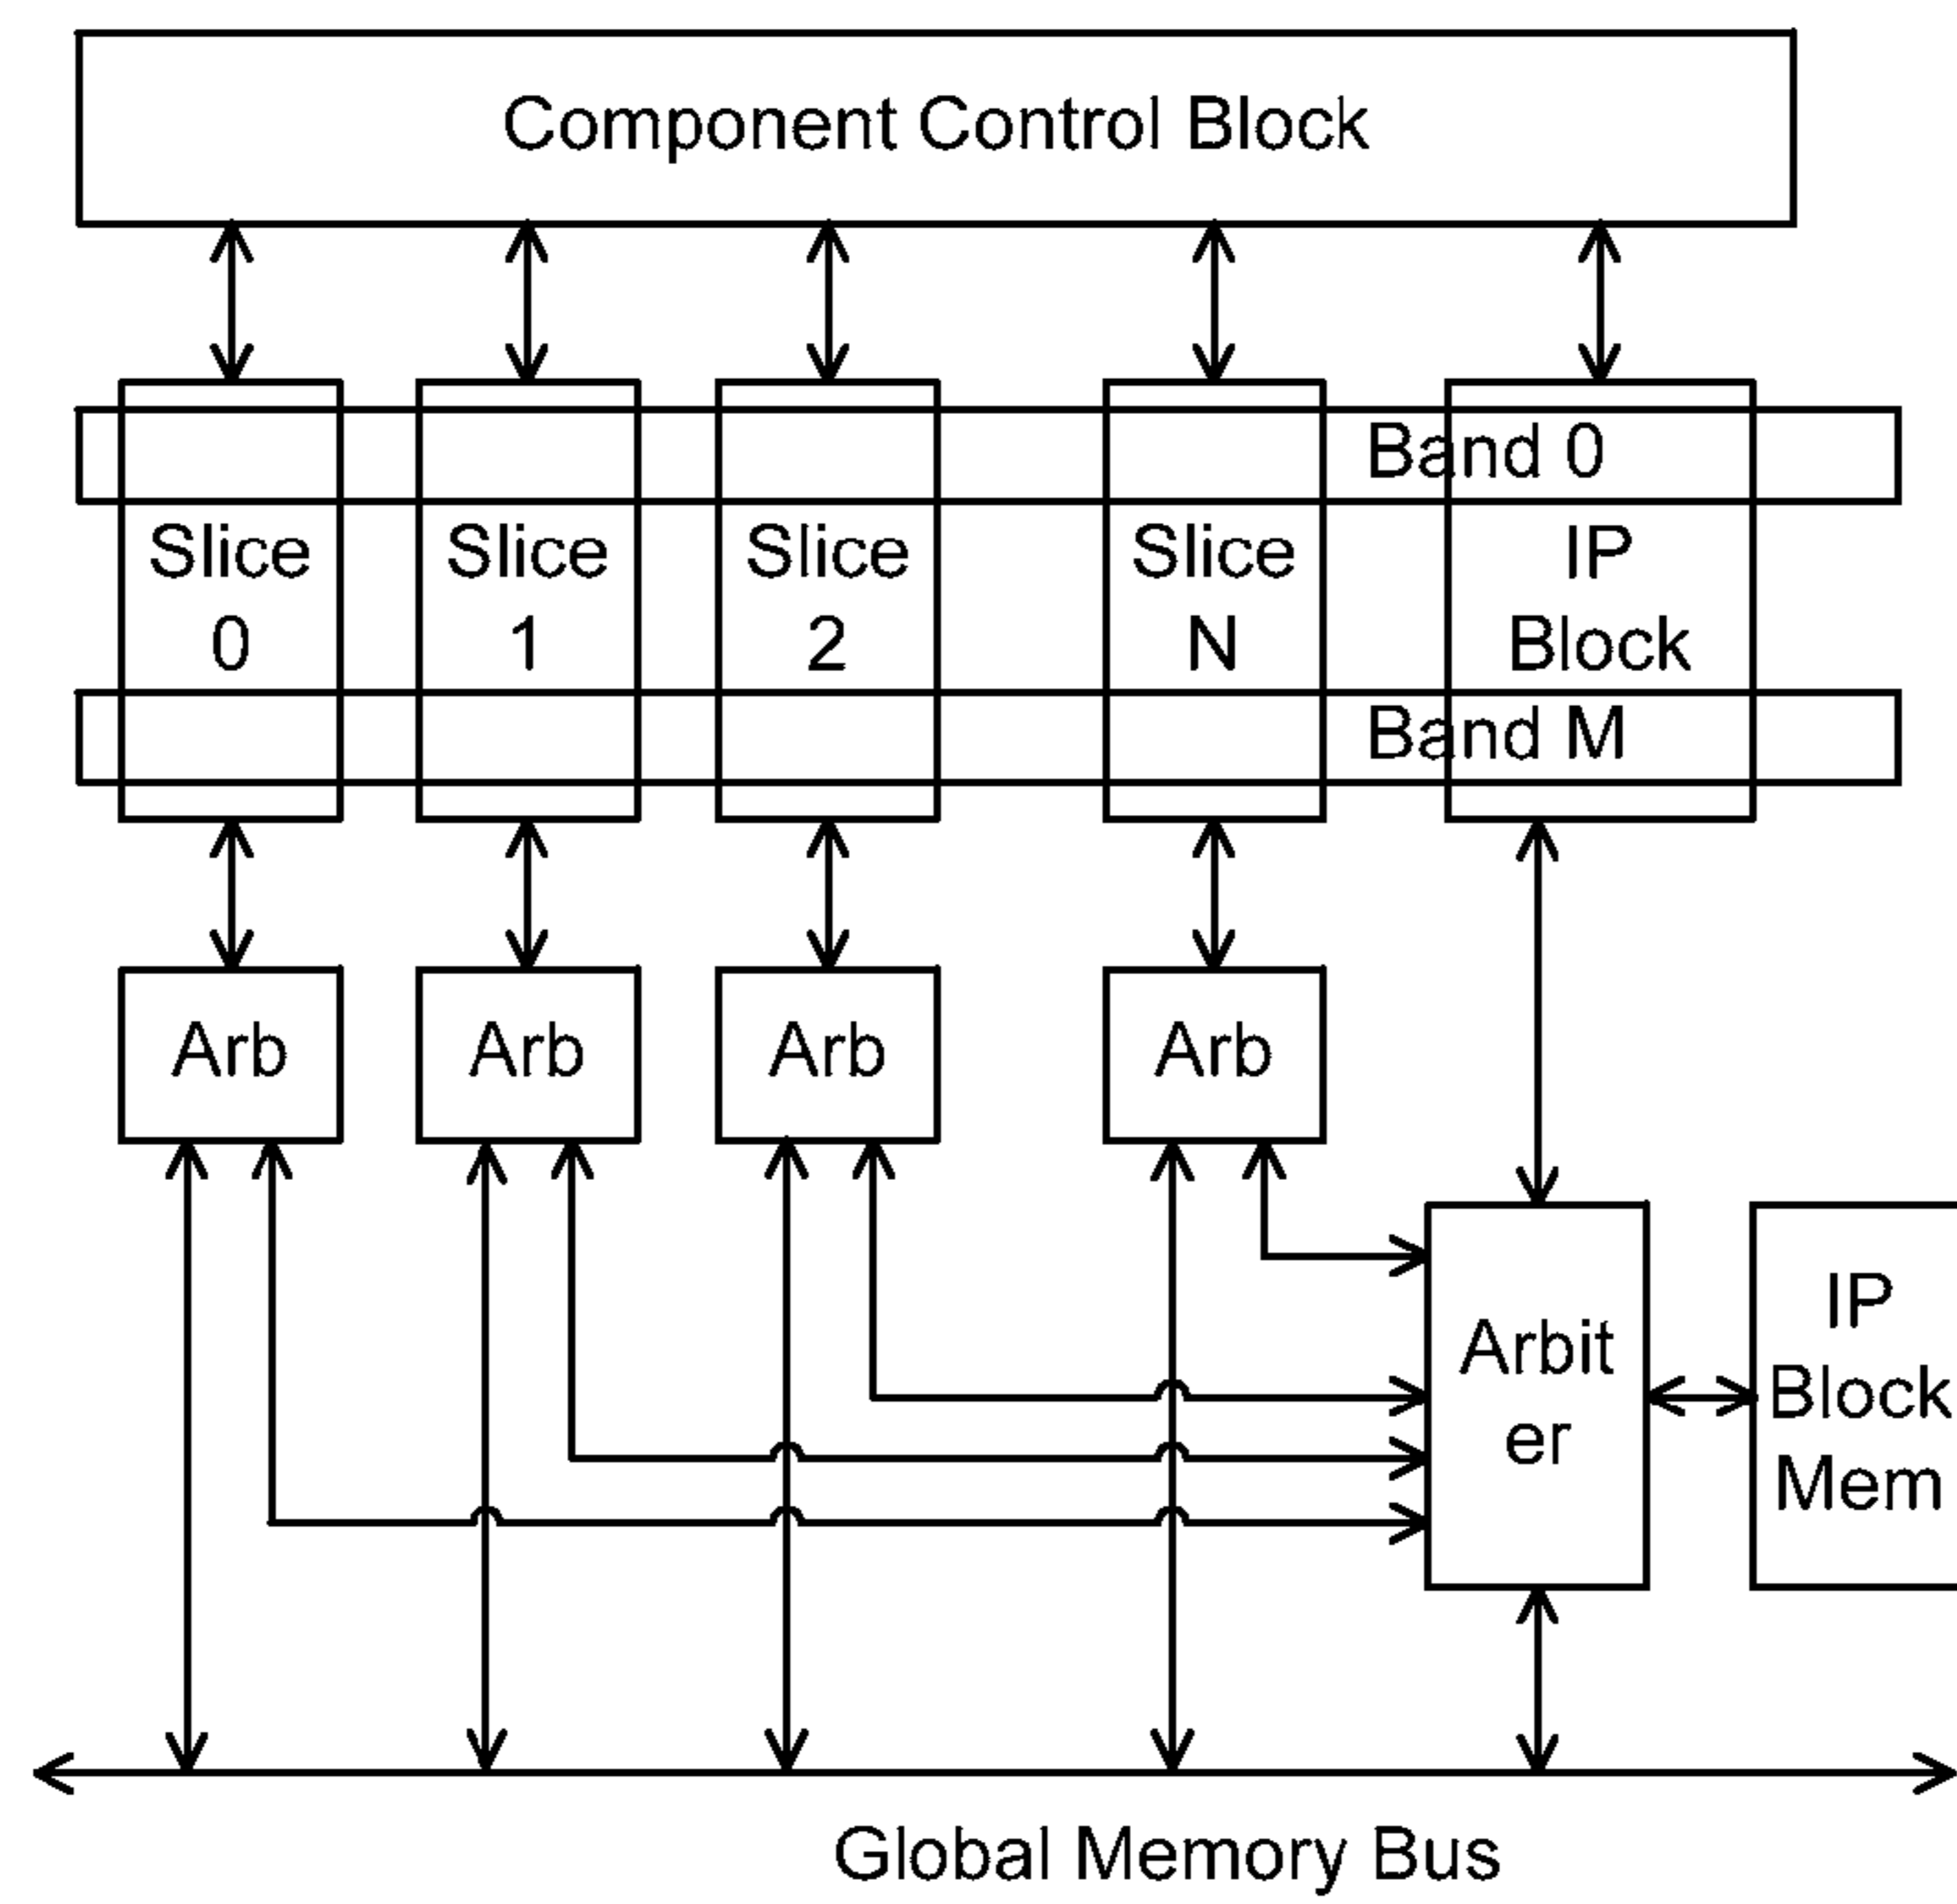 Component Control Block
Band 0
Slice
0
Slice
1
Slice
2
Slice
N
IP
Block
Band M
Arb
Arb
Arb
Arb
Arbit
er
IP
Block
Mem
Global Memory Bus